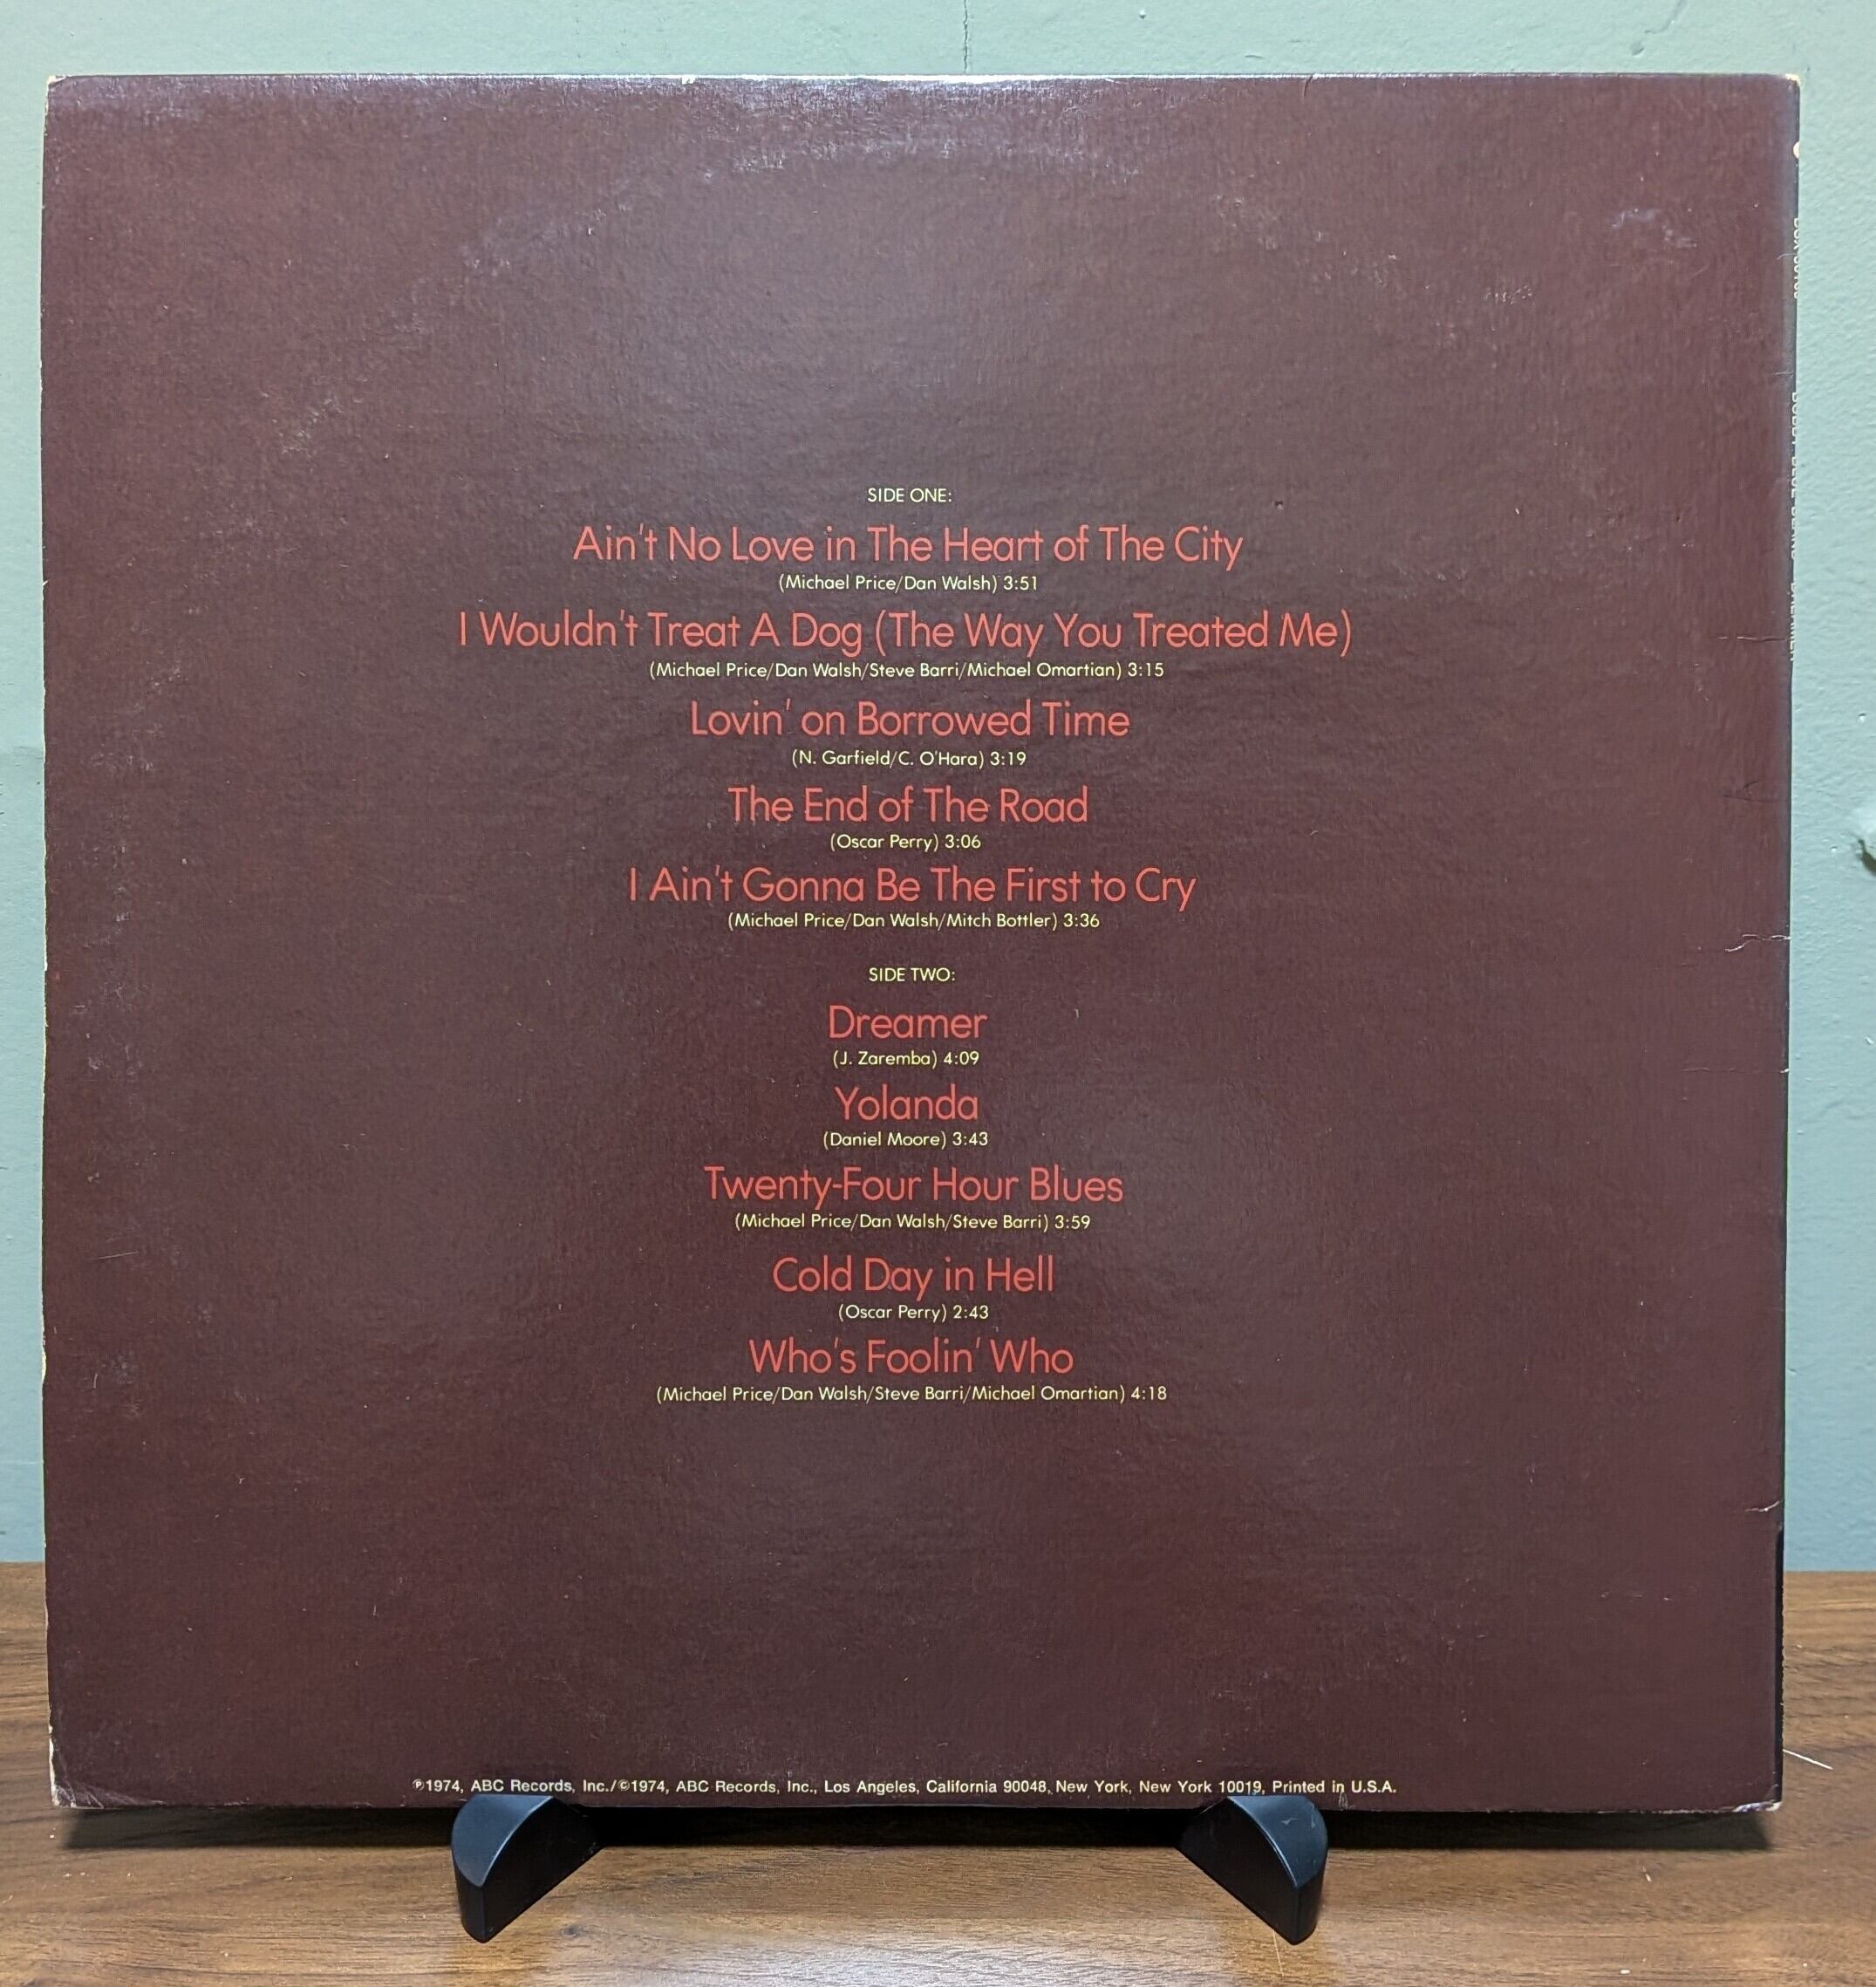 SIDE ONE:
Ain't No Love in The Heart of The City
(Michael Price/Dan Walsh) 3:51
I Wouldn't Treat A Dog (The Way You Treated Me)
(Michael Price/Dan Walsh/Steve Barri/Michael Omartian) 3:15
Lovin' on Borrowed Time
(N. Garfield/C. O'Hara) 3:19
The End of The Road
(Oscar Perry) 3:06
I Ain't Gonna Be The First to Cry
(Michael Price/Dan Walsh/Mitch Bottler) 3:36
SIDE TWO:
Dreamer
(J. Zaremba) 4:09
Yolanda
(Daniel Moore) 3:43
Twenty-Four Hour Blues
(Michael Price/Dan Walsh/Steve Barri) 3:59
Cold Day in Hell
(Oscar Perry) 2:43
Who's Foolin' Who
(Michael Price/Dan Walsh/Steve Barri/Michael Omartian) 4:18
℗1974, ABC Records, Inc./©1974, ABC Records, Inc., Los Angeles, California 90048, New York, New York 10019, Printed in U.S.A.